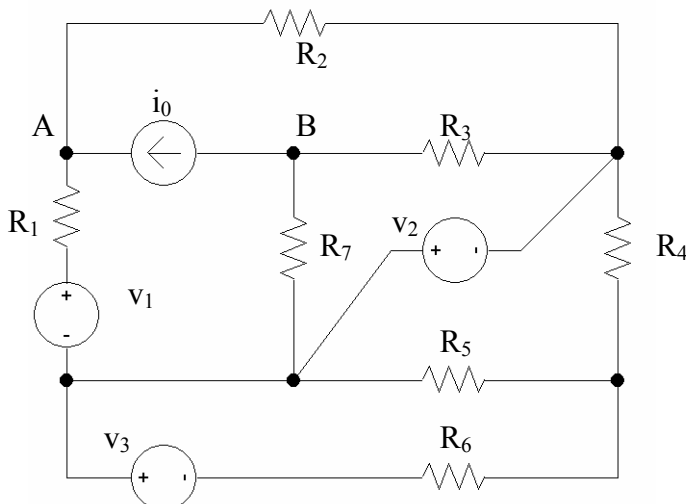 R₂
i₀
A
B
R₃
R₁
v₂
+ -
R₇
R₄
+
v₁
-
R₅
v₃
R₆
+ -